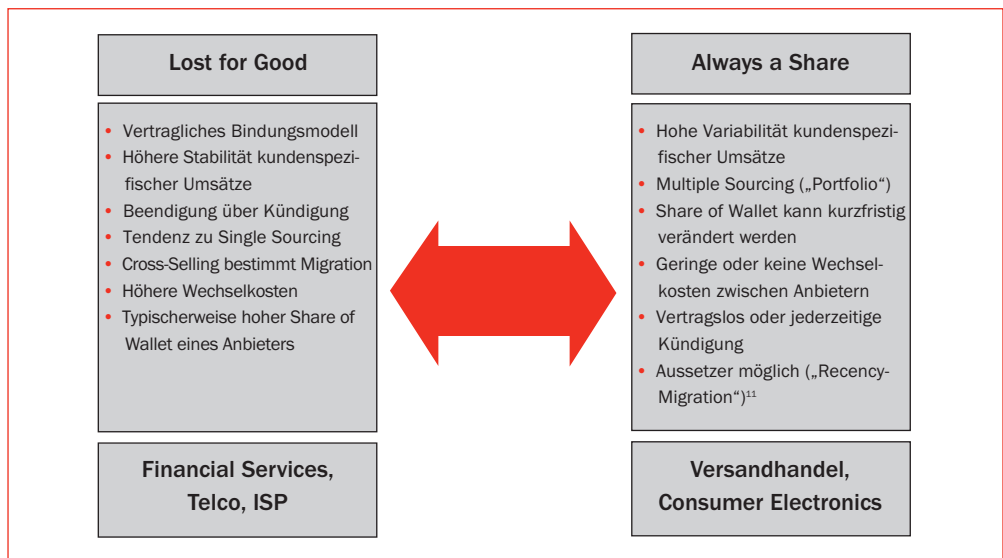 Lost for Good
• Vertragliches Bindungsmodell
• Höhere Stabilität kundenspezi-
fischer Umsätze
• Beendigung über Kündigung
• Tendenz zu Single Sourcing
• Cross-Selling bestimmt Migration
• Höhere Wechselkosten
• Typischerweise hoher Share of
Wallet eines Anbieters
Financial Services,
Telco, ISP
Always a Share
• Hohe Variabilität kundenspezi-
fischer Umsätze
• Multiple Sourcing („Portfolio“)
• Share of Wallet kann kurzfristig
verändert werden
• Geringe oder keine Wechsel-
kosten zwischen Anbietern
• Vertragslos oder jederzeitige
Kündigung
• Aussetzer möglich („Recency-
Migration“)¹¹
Versandhandel,
Consumer Electronics